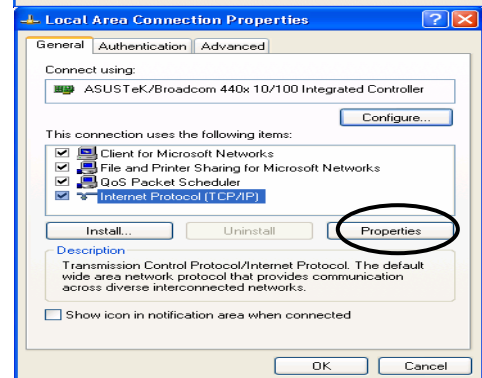 Local Area Connection Properties
General Authentication Advanced
Connect using:
ASUSTeK/Broadcom 440x 10/100 Integrated Controller
Configure...
This connection uses the following items:
Client for Microsoft Networks
File and Printer Sharing for Microsoft Networks
QoS Packet Scheduler
Internet Protocol (TCP/IP)
Install... Uninstall Properties
Description
Transmission Control Protocol/Internet Protocol. The default
wide area network protocol that provides communication
across diverse interconnected networks.
Show icon in notification area when connected
OK Cancel